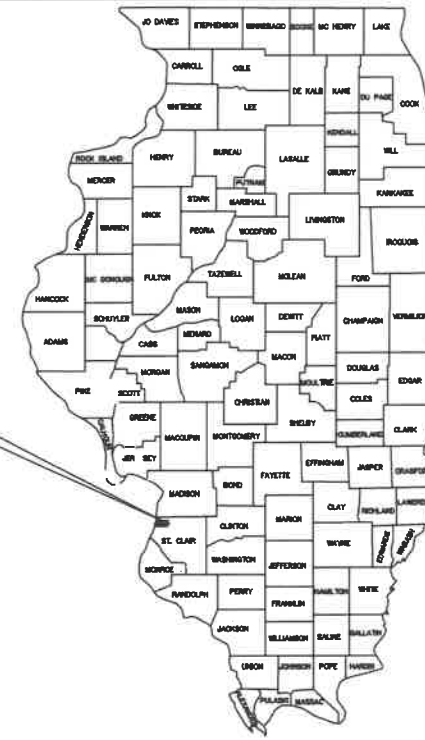 JO DAVIES STEPHENSON WINNEBAGO BOONE MC HENRY LAKE
CARROLL OGLE
DE KALB KANE DU PAGE COOK
WHITESIDE LEE
KENDALL
ROCK ISLAND HENRY BUREAU LASALLE WILL
GRUNDY
MERCER PUTNAM
STARK MARSHALL KANKAKEE
HENDERSON WARREN KNOX LIVINGSTON
PEORIA WOODFORD IROQUOIS
MC DONOUGH FULTON TAZEWELL MCLEAN FORD
HANCOCK
MASON LOGAN DEWITT CHAMPAIGN VERMILION
SCHUYLER
ADAMS CASS MENARD PIATT
MACON
MORGAN SANGAMON DOUGLAS
PIKE SCOTT MOULTRIE EDGAR
CHRISTIAN COLES
GREENE SHELBY
CALHOUN MACOUPIN MONTGOMERY CUMBERLAND CLARK
JER SEY
FAYETTE EFFINGHAM JASPER CRAWFORD
MADISON BOND
CLAY RICHLAND LAWRENCE
MARION
ST. CLAIR CLINTON
WAYNE EDWARDS WABASH
WASHINGTON JEFFERSON
MONROE
RANDOLPH PERRY HAMILTON WHITE
FRANKLIN
JACKSON WILLIAMSON SALINE GALLATIN
UNION JOHNSON POPE HARDIN
ALEXANDER PULASKI MASSAC